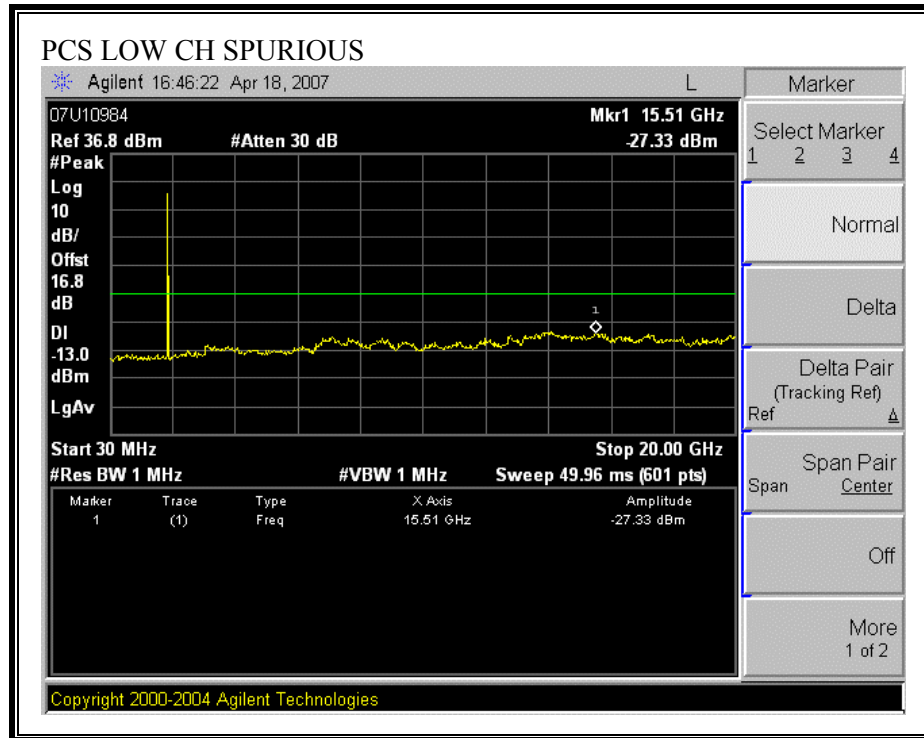 PCS LOW CH SPURIOUS
Agilent 16:46:22 Apr 18, 2007 L
07U10984 Mkr1 15.51 GHz
Ref 36.8 dBm #Atten 30 dB -27.33 dBm
#Peak
Log
10
dB/
Offst
16.8
dB
DI
-13.0
dBm
LgAv
1
Start 30 MHz Stop 20.00 GHz
#Res BW 1 MHz #VBW 1 MHz Sweep 49.96 ms (601 pts)
Marker Trace Type X Axis Amplitude
1 (1) Freq 15.51 GHz -27.33 dBm
Copyright 2000-2004 Agilent Technologies
Marker
Select Marker
1 2 3 4
Normal
Delta
Delta Pair
(Tracking Ref)
Ref Δ
Span Pair
Span Center
Off
More
1 of 2